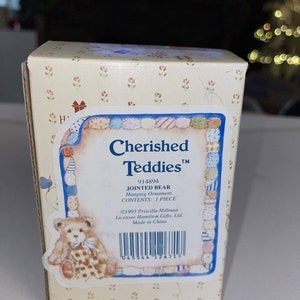 Cherished
Teddies™
914894
JOINTED BEAR
Hanging Ornament
CONTENTS: 1 PIECE
©1993 Priscilla Hillman
Licensee Hamilton Gifts, Ltd.
Made in China